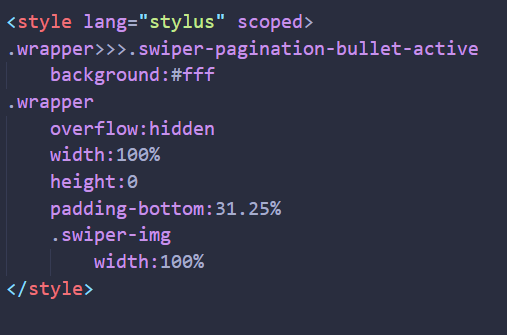 <style lang="stylus" scoped>
.wrapper>>>.swiper-pagination-bullet-active
    background:#fff
.wrapper
    overflow:hidden
    width:100%
    height:0
    padding-bottom:31.25%
    .swiper-img
        width:100%
</style>